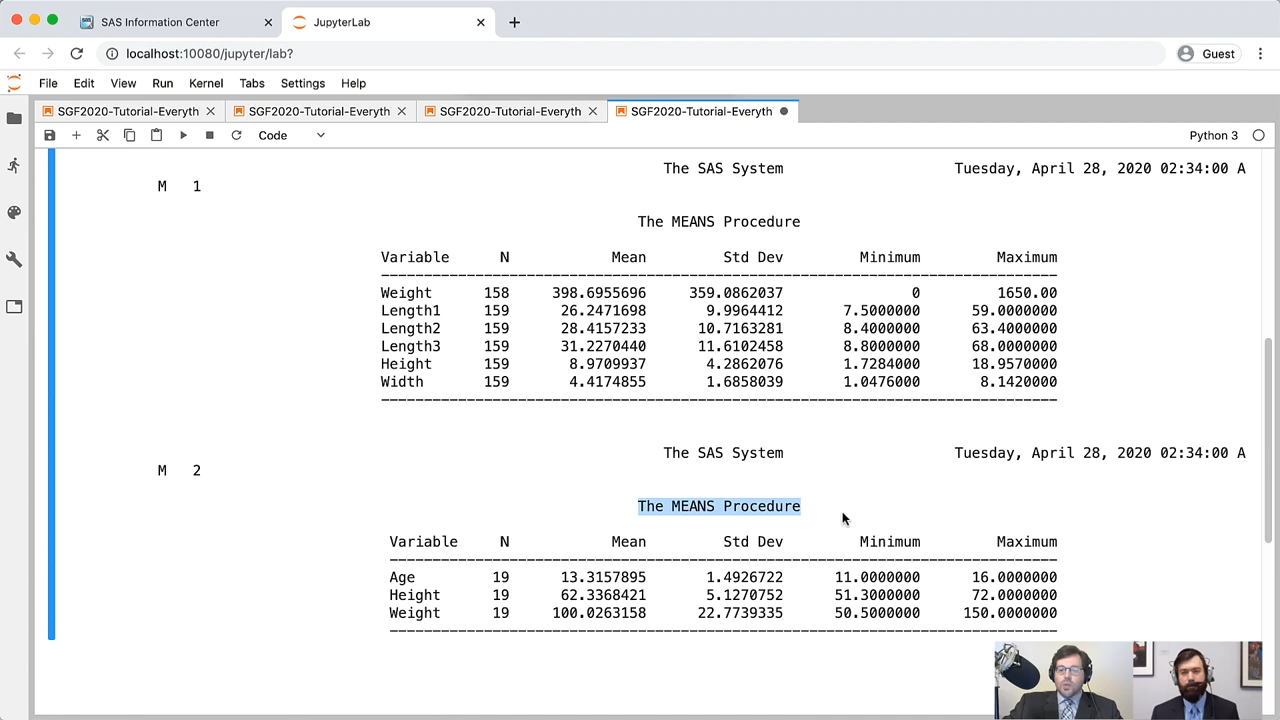 SAS Information Center
JupyterLab
localhost:10080/jupyter/lab?
Guest
File Edit View Run Kernel Tabs Settings Help
SGF2020-Tutorial-Everyth SGF2020-Tutorial-Everyth SGF2020-Tutorial-Everyth SGF2020-Tutorial-Everyth
Code
Python 3
The SAS System Tuesday, April 28, 2020 02:34:00 A
M 1
The MEANS Procedure
Variable N Mean Std Dev Minimum Maximum
Weight 158 398.6955696 359.0862037 0 1650.00
Length1 159 26.2471698 9.9964412 7.5000000 59.0000000
Length2 159 28.4157233 10.7163281 8.4000000 63.4000000
Length3 159 31.2270440 11.6102458 8.8000000 68.0000000
Height 159 8.9709937 4.2862076 1.7284000 18.9570000
Width 159 4.4174855 1.6858039 1.0476000 8.1420000
The SAS System Tuesday, April 28, 2020 02:34:00 A
M 2
The MEANS Procedure
Variable N Mean Std Dev Minimum Maximum
Age 19 13.3157895 1.4926722 11.0000000 16.0000000
Height 19 62.3368421 5.1270752 51.3000000 72.0000000
Weight 19 100.0263158 22.7739335 50.5000000 150.0000000